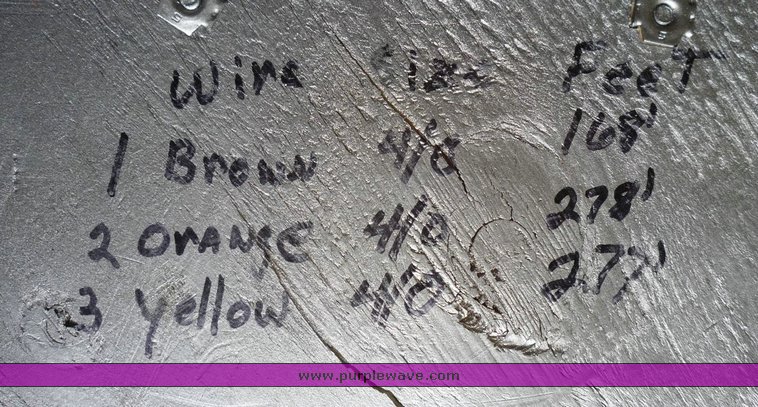 Wire Size Feet
1 Brown 4/0 168'
2 ORANGE 4/0 278'
3 Yellow 4/0 277'
www.purplewave.com